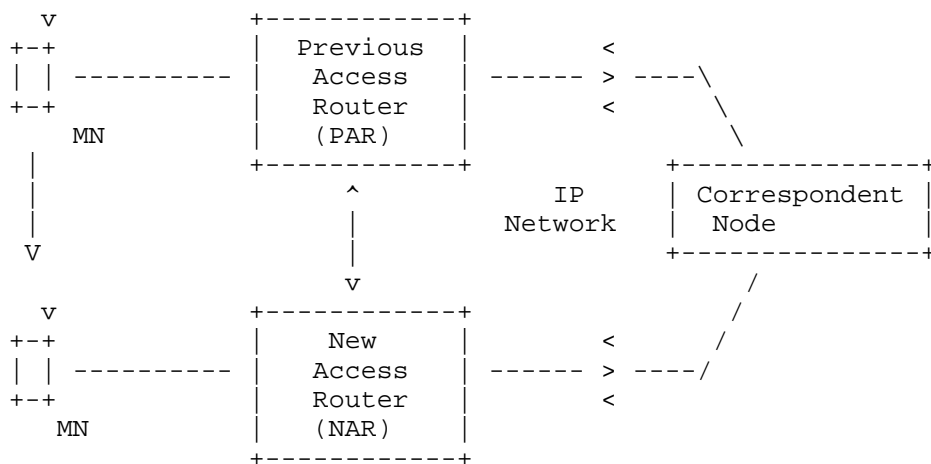 Previous
Access
Router
(PAR)
MN
IP
Network
Correspondent
Node
New
Access
Router
(NAR)
MN